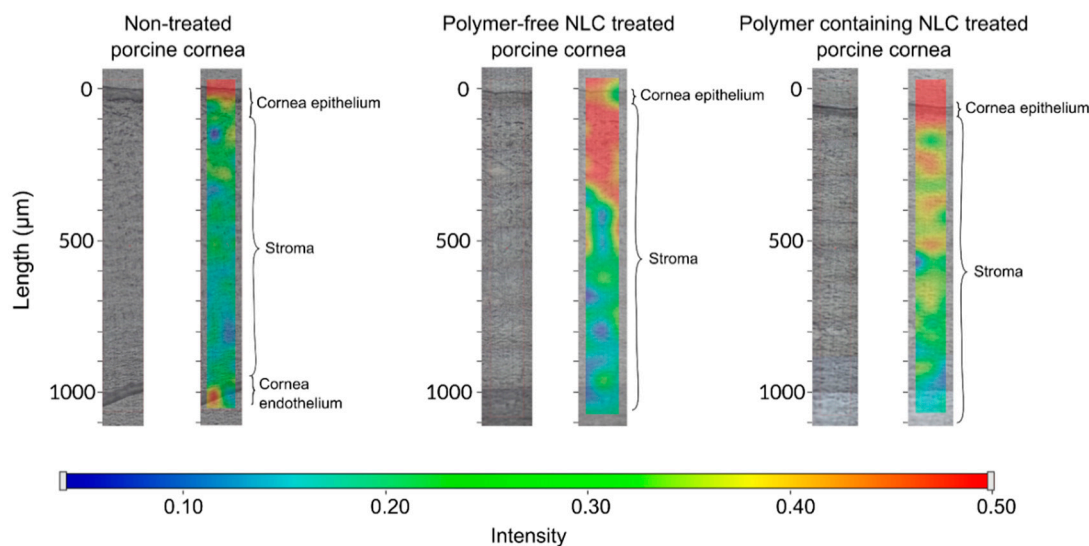 Non-treated
porcine cornea
Polymer-free NLC treated
porcine cornea
Polymer containing NLC treated
porcine cornea
Length (µm)
0
500
1000
Cornea epithelium
Stroma
Cornea
endothelium
0
500
1000
Cornea epithelium
Stroma
0
500
1000
Cornea epithelium
Stroma
0.10
0.20
0.30
0.40
0.50
Intensity